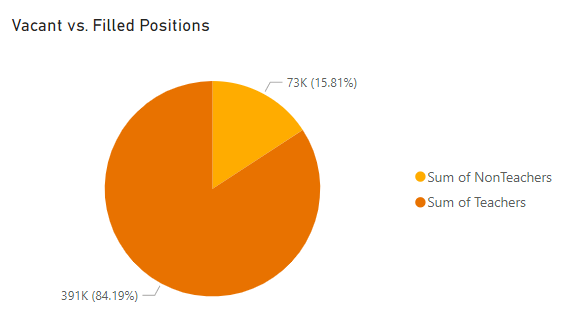 Vacant vs. Filled Positions
73K (15.81%)
Sum of NonTeachers
Sum of Teachers
391K (84.19%)